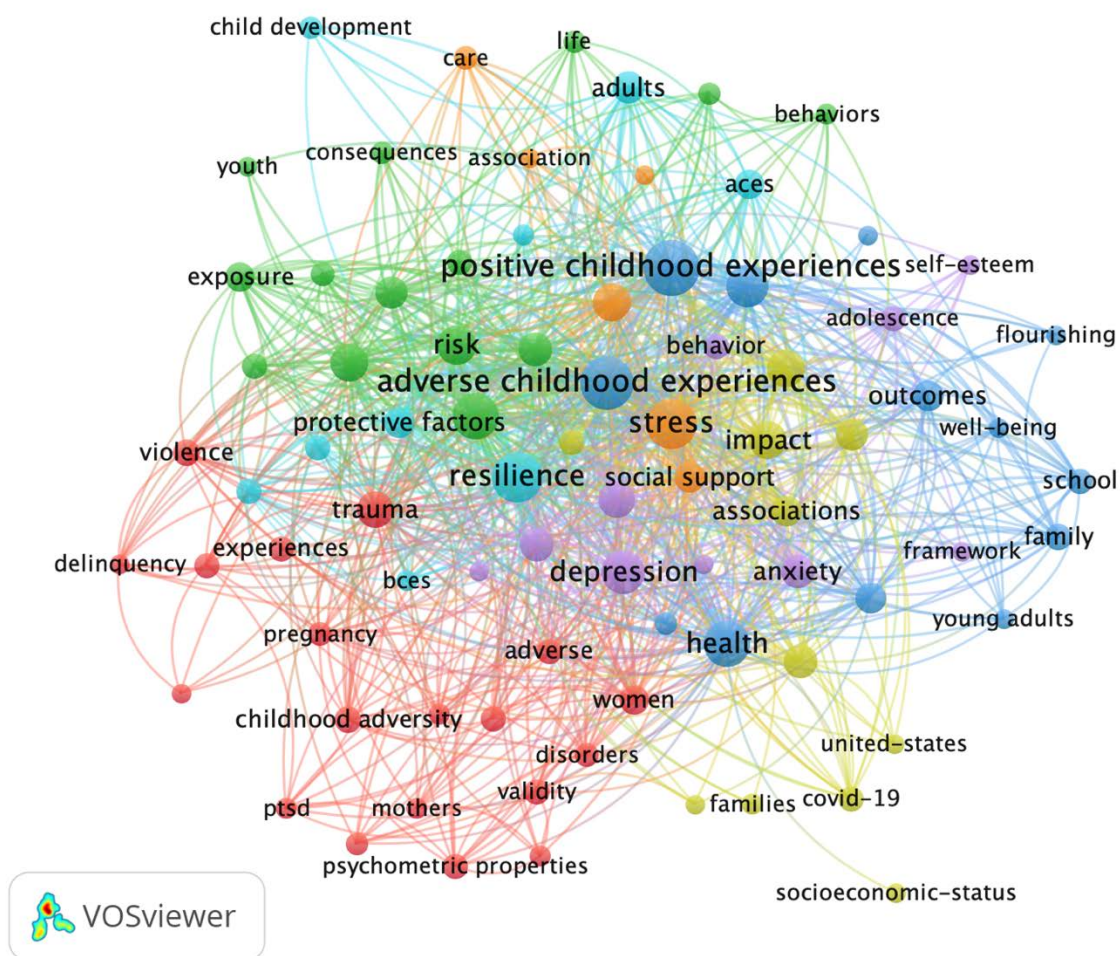 child development
life
care
adults
behaviors
consequences
association
youth
aces
positive childhood experiences
self-esteem
exposure
adolescence
flourishing
risk
behavior
adverse childhood experiences
outcomes
protective factors
stress
well-being
impact
violence
resilience
social support
school
trauma
associations
experiences
family
delinquency
framework
bces
depression
anxiety
young adults
pregnancy
adverse
health
women
childhood adversity
united-states
disorders
validity
families
covid-19
ptsd
mothers
psychometric properties
socioeconomic-status
VOSviewer